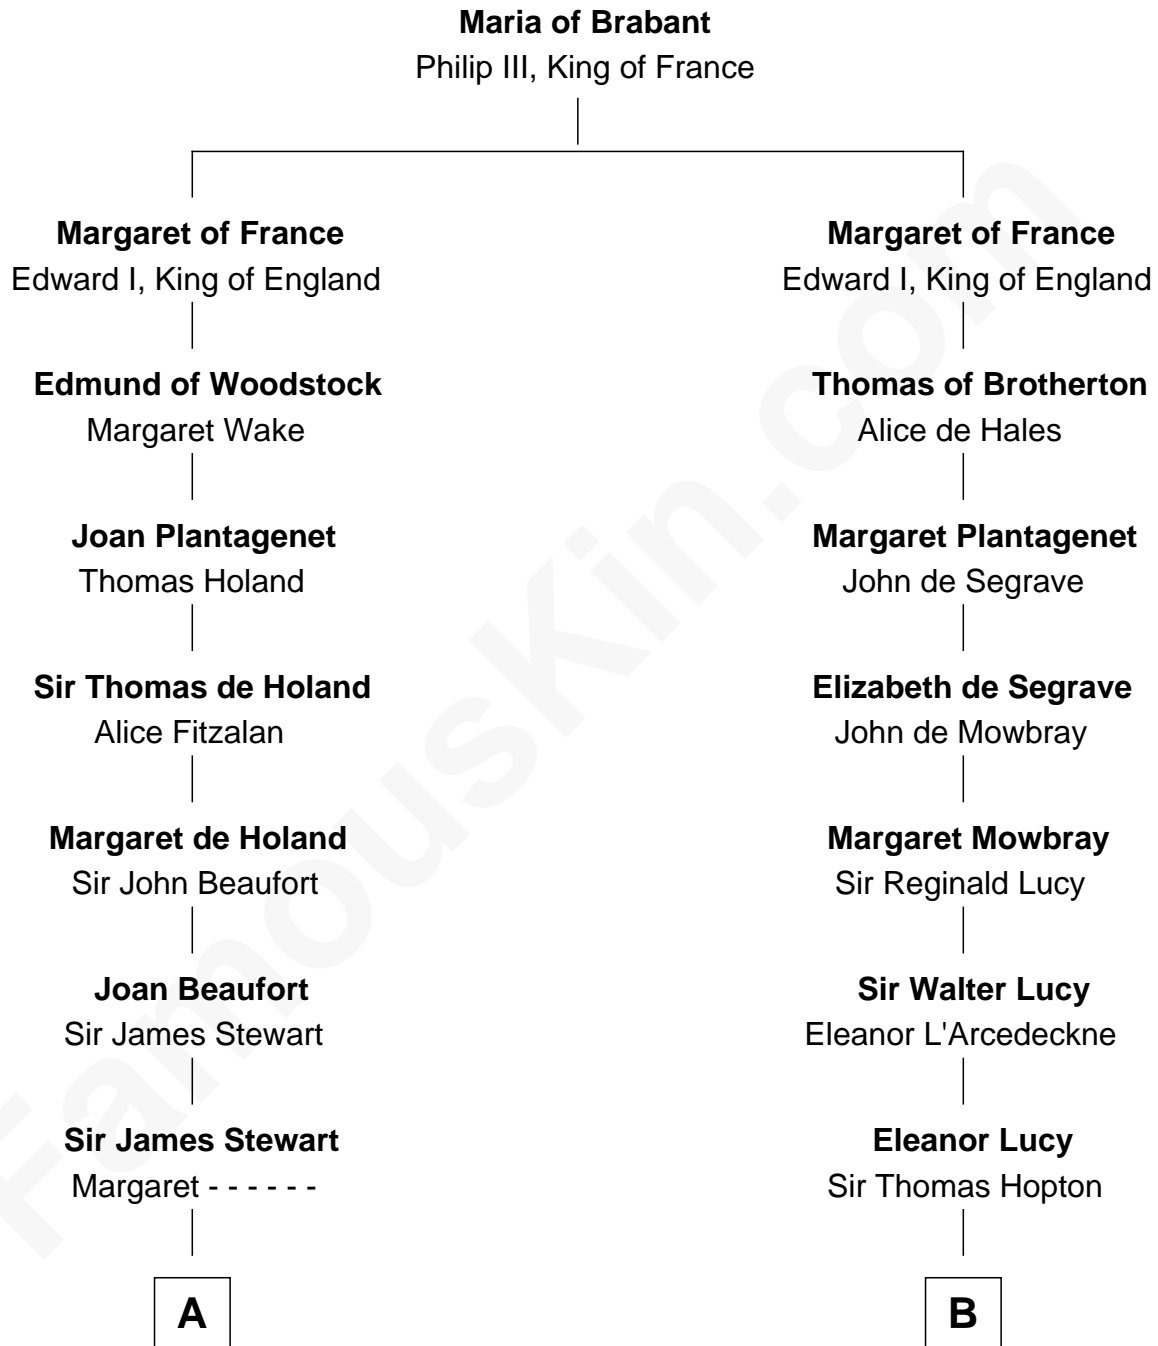 Maria of Brabant
Philip III, King of France
Margaret of France
Edward I, King of England
Edmund of Woodstock
Margaret Wake
Joan Plantagenet
Thomas Holand
Sir Thomas de Holand
Alice Fitzalan
Margaret de Holand
Sir John Beaufort
Joan Beaufort
Sir James Stewart
Sir James Stewart
Margaret - - - - - -
A
Margaret of France
Edward I, King of England
Thomas of Brotherton
Alice de Hales
Margaret Plantagenet
John de Segrave
Elizabeth de Segrave
John de Mowbray
Margaret Mowbray
Sir Reginald Lucy
Sir Walter Lucy
Eleanor L'Arcedeckne
Eleanor Lucy
Sir Thomas Hopton
B
FamousKin.com